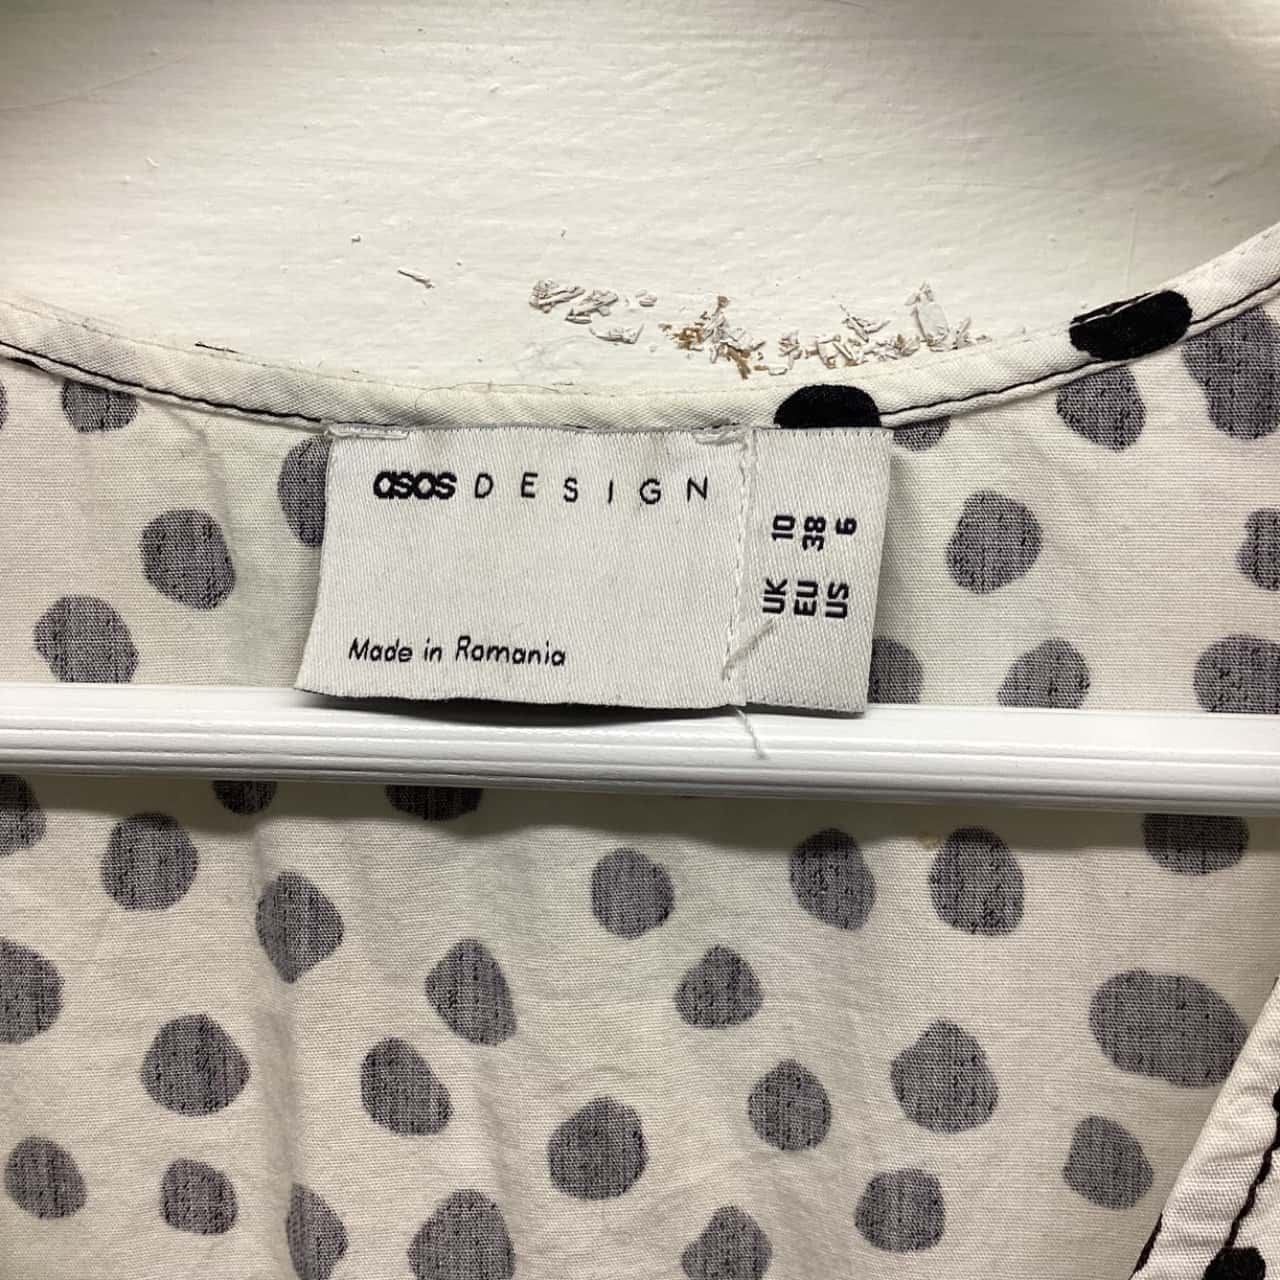 asos DESIGN
Made in Romania
UK 10
EU 38
US 6